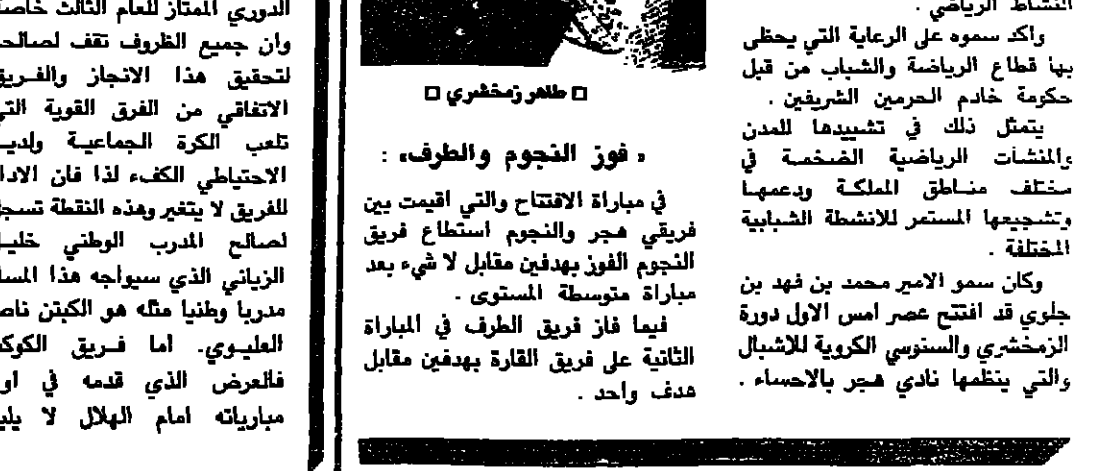 النشاط الرياضي .
واكد سموه على الرعاية التي يحظى
بها قطاع الرياضة والشباب من قبل
حكومة خادم الحرمين الشريفين .
يتمثل ذلك في تشييدها للمدن
والمنشآت الرياضية الضخمة في
مختلف مناطق المملكة ودعمها
وتشجيعها المستمر للانشطة الشبابية
المختلفة .
وكان سمو الامير محمد بن فهد بن
جلوي قد افتتح عصر امس الاول دورة
الزمخشري والسنوسي الكروية للاشبال
والتي ينظمها نادي هجر بالاحساء .
□ طاهر زمخشري □
« فوز النجوم والطرف» :
في مباراة الافتتاح والتي اقيمت بين
فريقي هجر والنجوم استطاع فريق
النجوم الفوز بهدفين مقابل لا شيء بعد
مباراة متوسطة المستوى .
فيما فاز فريق الطرف في المباراة
الثانية على فريق القارة بهدفين مقابل
هدف واحد .
الدوري الممتاز للعام الثالث خاصة
وان جميع الظروف تقف لصالحه
لتحقيق هذا الانجاز والفريق
الاتفاقي من الفرق القوية التي
تلعب الكرة الجماعية ولديه
الاحتياطي الكفء لذا فان الاداء
للفريق لا يتغير وهذه النقطة تسجل
لصالح المدرب الوطني خليل
الزياني الذي سيواجه هذا المساء
مدربا وطنيا مثله هو الكبتن ناصر
العليوي. اما فريق الكوكب
فالعرض الذي قدمه في اول
مبارياته امام الهلال لا